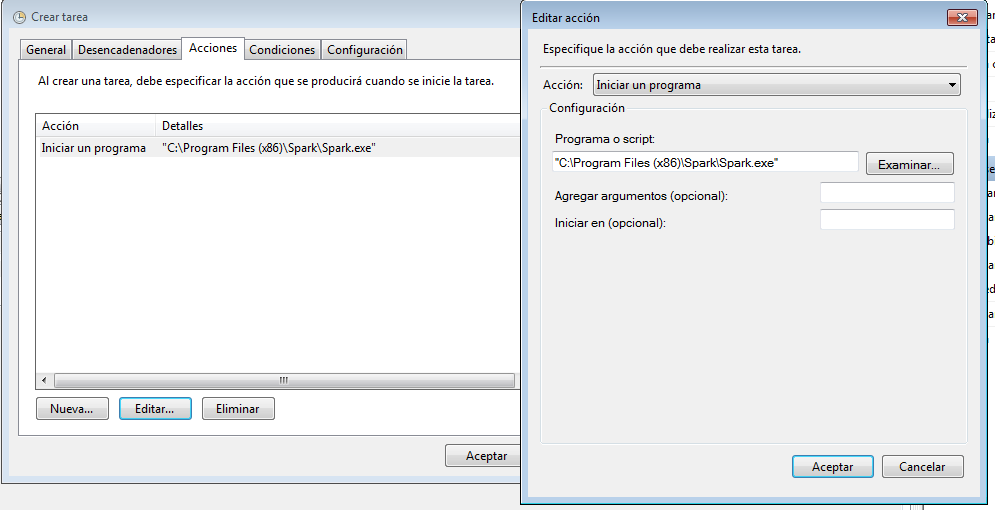 Crear tarea
General
Desencadenadores
Acciones
Condiciones
Configuración
Al crear una tarea, debe especificar la acción que se producirá cuando se inicie la tarea.
Acción
Detalles
Iniciar un programa
"C:\Program Files (x86)\Spark\Spark.exe"
Nueva...
Editar...
Eliminar
Aceptar
Editar acción
Especifique la acción que debe realizar esta tarea.
Acción:
Iniciar un programa
Configuración
Programa o script:
"C:\Program Files (x86)\Spark\Spark.exe"
Examinar...
Agregar argumentos (opcional):
Iniciar en (opcional):
Aceptar
Cancelar